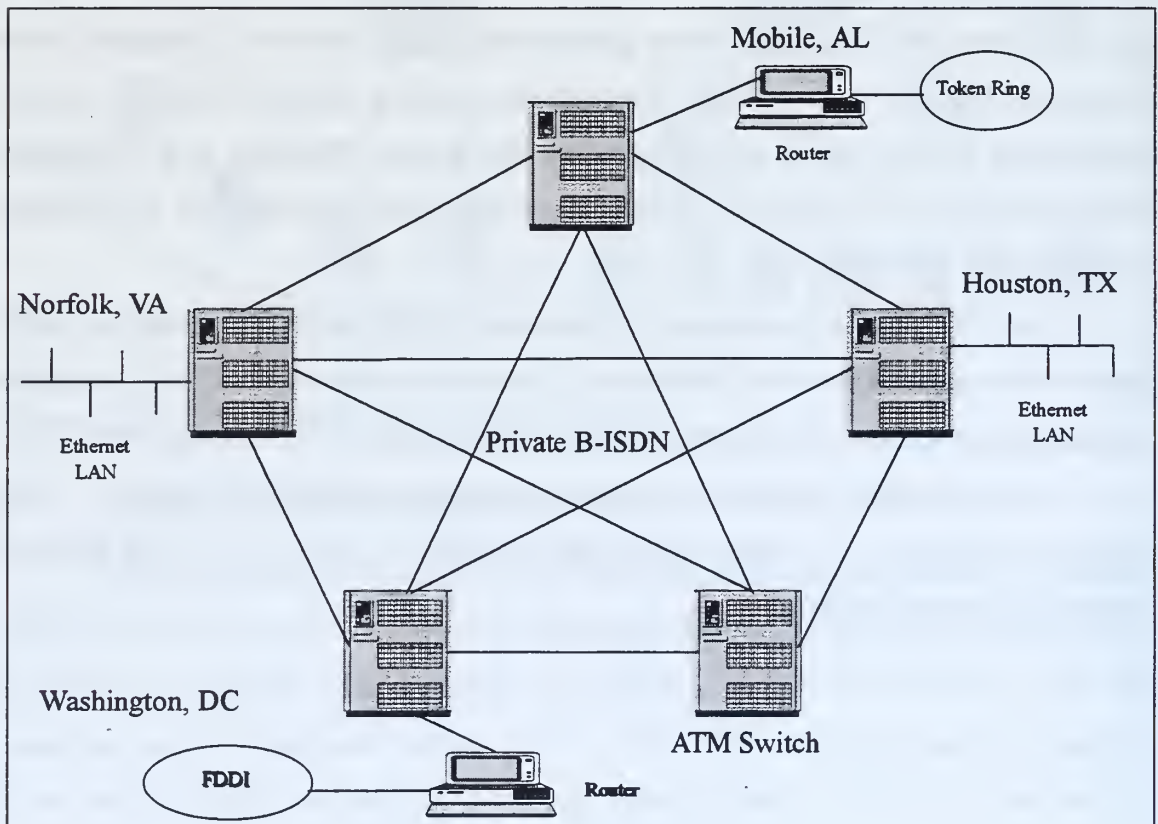 Mobile, AL
Token Ring
Router
Norfolk, VA
Houston, TX
Ethernet
LAN
Ethernet
LAN
Private B-ISDN
Washington, DC
ATM Switch
FDDI
Router